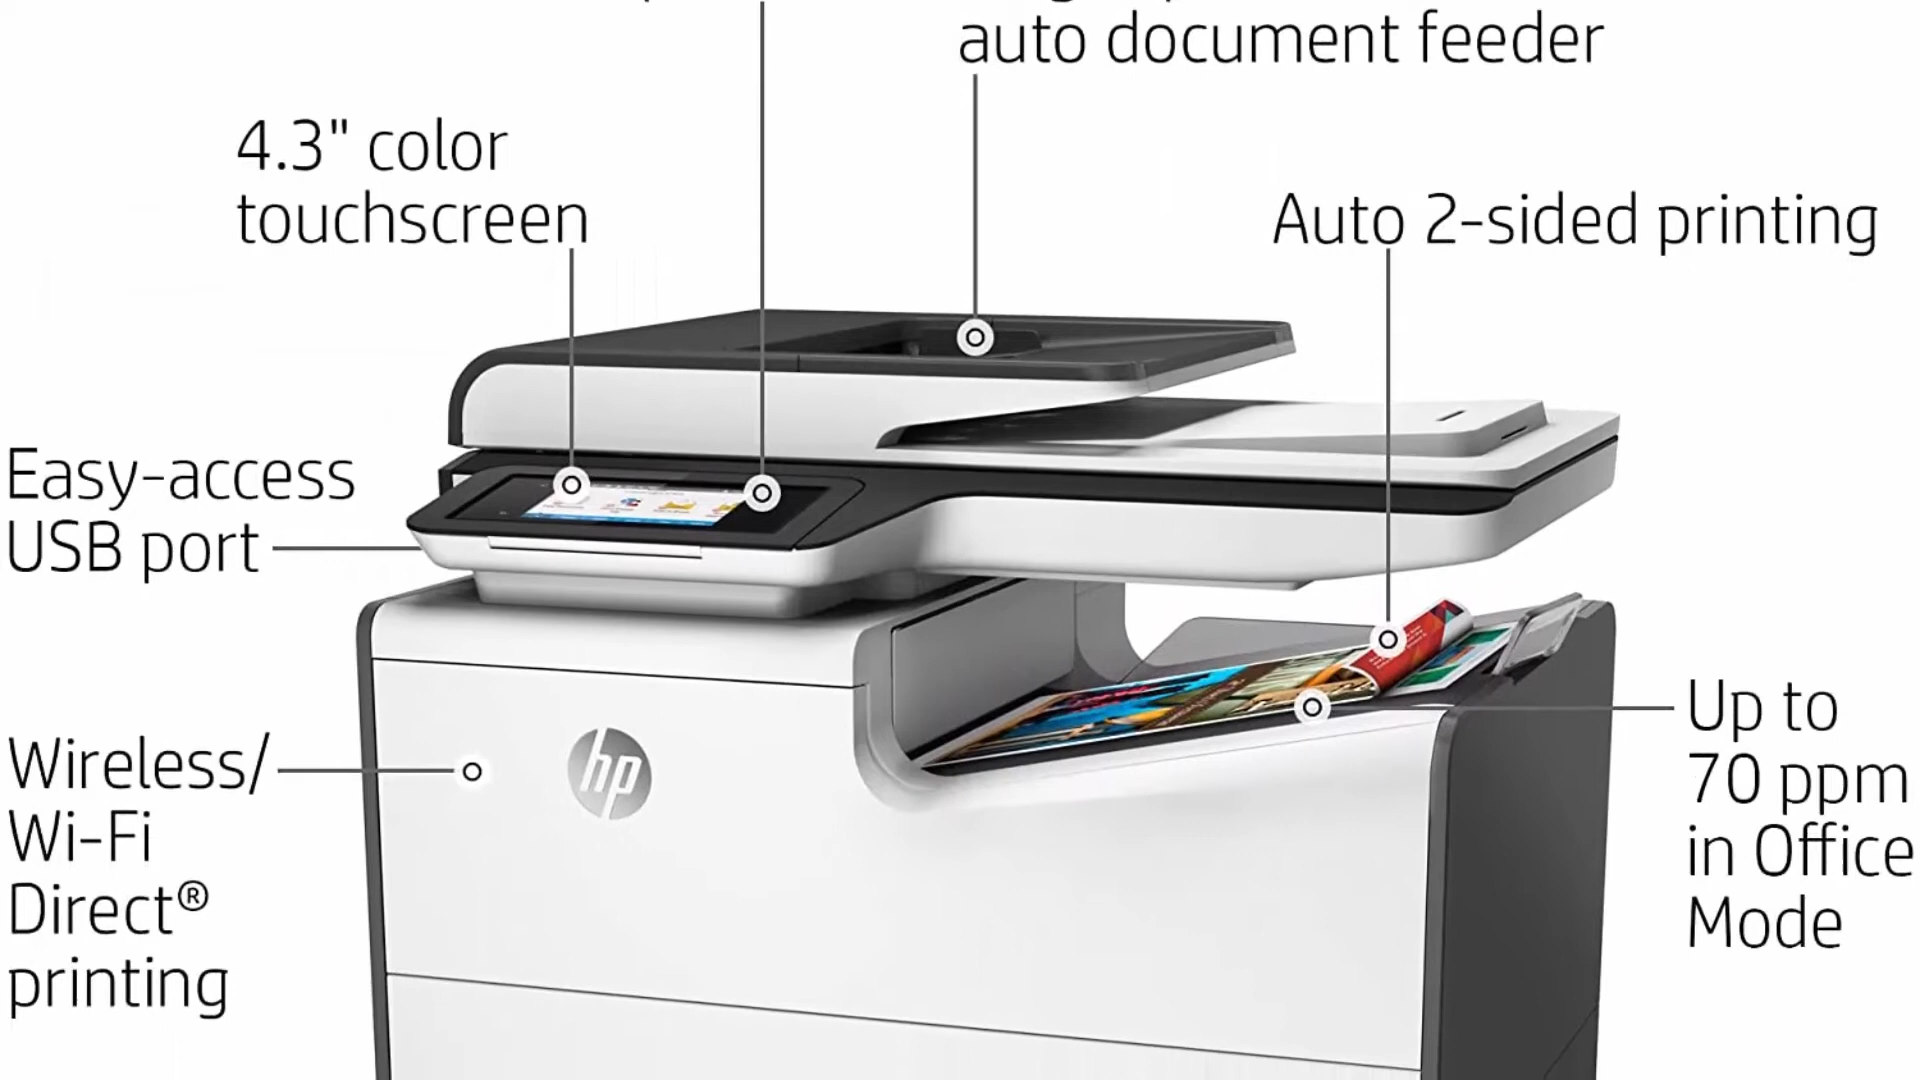 auto document feeder
4.3" color
touchscreen
Auto 2-sided printing
Easy-access
USB port
Wireless/
Wi-Fi
Direct®
printing
hp
Up to
70 ppm
in Office
Mode